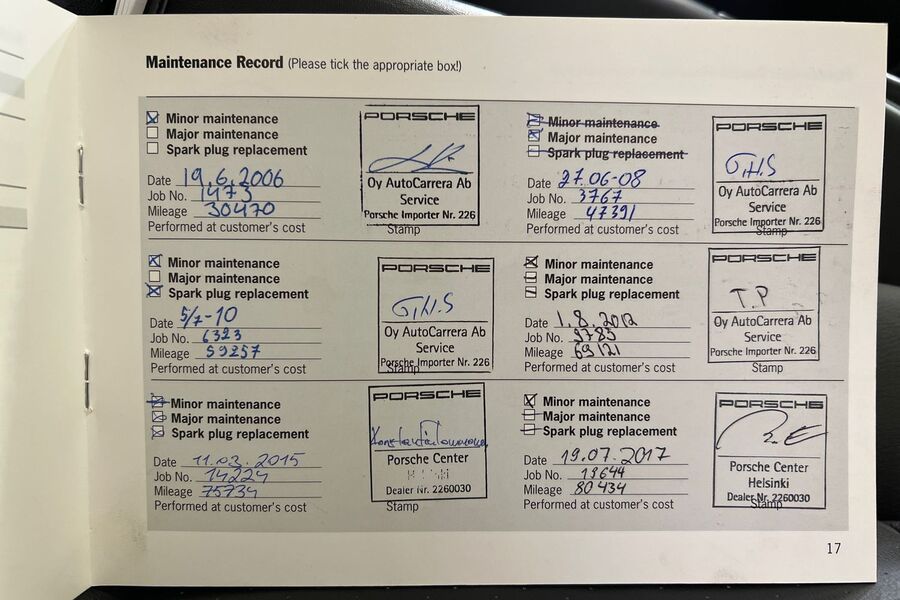 Maintenance Record (Please tick the appropriate box!)
Minor maintenance
Major maintenance
Spark plug replacement
Date 19.6.2006
Job No. 1473
Mileage 30470
Performed at customer's cost
PORSCHE
Oy AutoCarrera Ab
Service
Porsche Importer Nr. 226
Stamp
Minor maintenance
Major maintenance
Spark plug replacement
Date 27.06-08
Job No. 3767
Mileage 47391
Performed at customer's cost
PORSCHE
G.H.S
Oy AutoCarrera Ab
Service
Porsche Importer Nr. 226
Stamp
Minor maintenance
Major maintenance
Spark plug replacement
Date 5/7-10
Job No. 6323
Mileage 59257
Performed at customer's cost
PORSCHE
G.H.S
Oy AutoCarrera Ab
Service
Porsche Importer Nr. 226
Stamp
Minor maintenance
Major maintenance
Spark plug replacement
Date 1.8.2012
Job No. 9785
Mileage 69121
Performed at customer's cost
PORSCHE
T.P
Oy AutoCarrera Ab
Service
Porsche Importer Nr. 226
Stamp
Minor maintenance
Major maintenance
Spark plug replacement
Date 11.03.2015
Job No. 14224
Mileage 75734
Performed at customer's cost
PORSCHE
Porsche Center
Dealer Nr. 2260030
Stamp
Minor maintenance
Major maintenance
Spark plug replacement
Date 19.07.2017
Job No. 19644
Mileage 80434
Performed at customer's cost
PORSCHE
Porsche Center
Helsinki
Dealer Nr. 2260030
Stamp
17